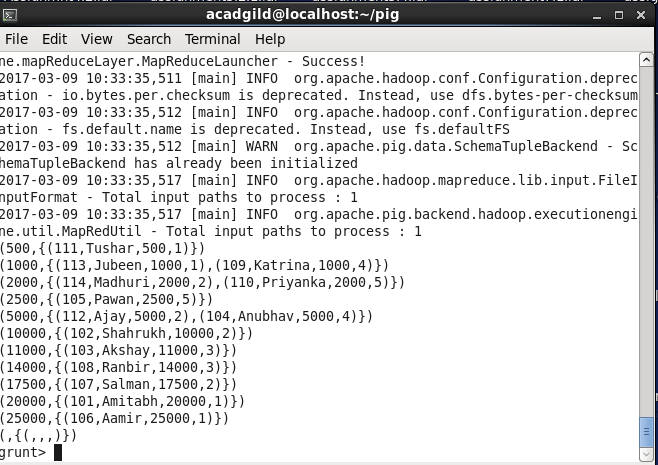 acadgild@localhost:~/pig
File Edit View Search Terminal Help
ne.mapReduceLayer.MapReduceLauncher - Success!
2017-03-09 10:33:35,511 [main] INFO  org.apache.hadoop.conf.Configuration.deprec
ation - io.bytes.per.checksum is deprecated. Instead, use dfs.bytes-per-checksum
2017-03-09 10:33:35,512 [main] INFO  org.apache.hadoop.conf.Configuration.deprec
ation - fs.default.name is deprecated. Instead, use fs.defaultFS
2017-03-09 10:33:35,512 [main] WARN  org.apache.pig.data.SchemaTupleBackend - Sc
hemaTupleBackend has already been initialized
2017-03-09 10:33:35,517 [main] INFO  org.apache.hadoop.mapreduce.lib.input.FileI
nputFormat - Total input paths to process : 1
2017-03-09 10:33:35,517 [main] INFO  org.apache.pig.backend.hadoop.executionengi
ne.util.MapRedUtil - Total input paths to process : 1
(500,{(111,Tushar,500,1)})
(1000,{(113,Jubeen,1000,1),(109,Katrina,1000,4)})
(2000,{(114,Madhuri,2000,2),(110,Priyanka,2000,5)})
(2500,{(105,Pawan,2500,5)})
(5000,{(112,Ajay,5000,2),(104,Anubhav,5000,4)})
(10000,{(102,Shahrukh,10000,2)})
(11000,{(103,Akshay,11000,3)})
(14000,{(108,Ranbir,14000,3)})
(17500,{(107,Salman,17500,2)})
(20000,{(101,Amitabh,20000,1)})
(25000,{(106,Aamir,25000,1)})
(,{(,,,)})
grunt>